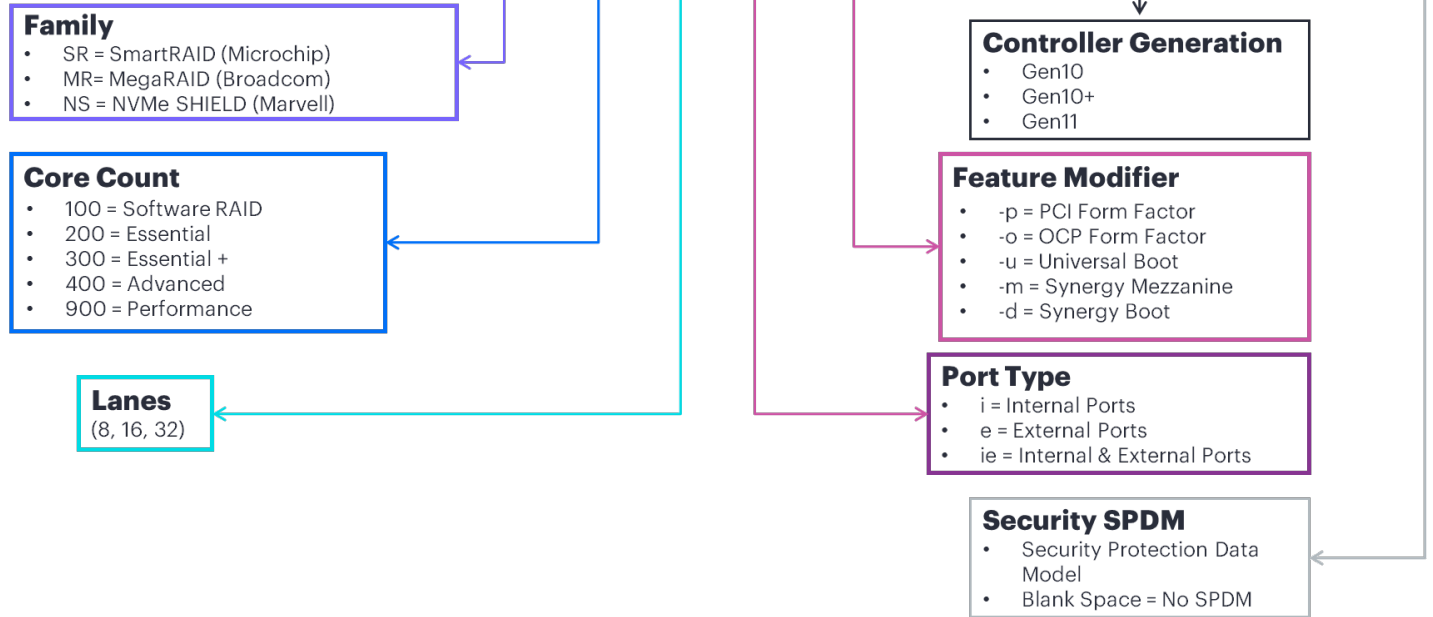 Family
• SR = SmartRAID (Microchip)
• MR= MegaRAID (Broadcom)
• NS = NVMe SHIELD (Marvell)
Core Count
• 100 = Software RAID
• 200 = Essential
• 300 = Essential +
• 400 = Advanced
• 900 = Performance
Lanes
(8, 16, 32)
Controller Generation
• Gen10
• Gen10+
• Gen11
Feature Modifier
• -p = PCI Form Factor
• -o = OCP Form Factor
• -u = Universal Boot
• -m = Synergy Mezzanine
• -d = Synergy Boot
Port Type
• i = Internal Ports
• e = External Ports
• ie = Internal & External Ports
Security SPDM
• Security Protection Data
Model
• Blank Space = No SPDM